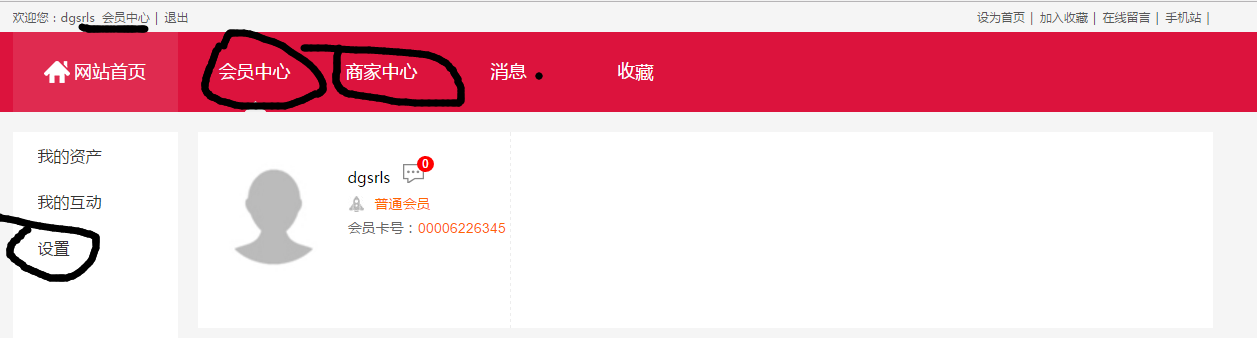 欢迎您：dgsrls 会员中心 | 退出
设为首页 | 加入收藏 | 在线留言 | 手机站 |
网站首页 会员中心 商家中心 消息 收藏
我的资产
我的互动
设置
dgsrls 0
普通会员
会员卡号：00006226345